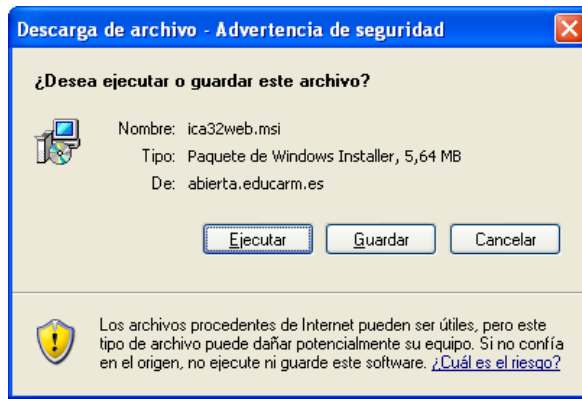 Descarga de archivo - Advertencia de seguridad
¿Desea ejecutar o guardar este archivo?
Nombre: ica32web.msi
Tipo: Paquete de Windows Installer, 5,64 MB
De: abierta.educarm.es
Ejecutar Guardar Cancelar
Los archivos procedentes de Internet pueden ser útiles, pero este
tipo de archivo puede dañar potencialmente su equipo. Si no confía
en el origen, no ejecute ni guarde este software. ¿Cuál es el riesgo?